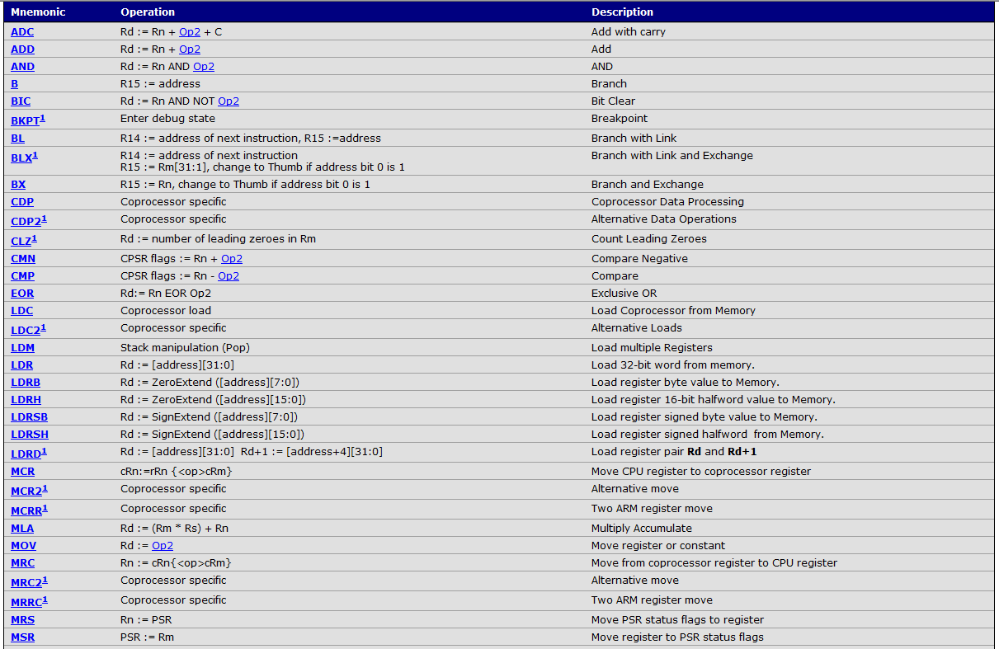 Mnemonic Operation Description
ADC Rd := Rn + Op2 + C Add with carry
ADD Rd := Rn + Op2 Add
AND Rd := Rn AND Op2 AND
B R15 := address Branch
BIC Rd := Rn AND NOT Op2 Bit Clear
BKPT1 Enter debug state Breakpoint
BL R14 := address of next instruction, R15 :=address Branch with Link
BLX1 R14 := address of next instruction Branch with Link and Exchange
R15 := Rm[31:1], change to Thumb if address bit 0 is 1
BX R15 := Rn, change to Thumb if address bit 0 is 1 Branch and Exchange
CDP Coprocessor specific Coprocessor Data Processing
CDP21 Coprocessor specific Alternative Data Operations
CLZ1 Rd := number of leading zeroes in Rm Count Leading Zeroes
CMN CPSR flags := Rn + Op2 Compare Negative
CMP CPSR flags := Rn - Op2 Compare
EOR Rd:= Rn EOR Op2 Exclusive OR
LDC Coprocessor load Load Coprocessor from Memory
LDC21 Coprocessor specific Alternative Loads
LDM Stack manipulation (Pop) Load multiple Registers
LDR Rd := [address][31:0] Load 32-bit word from memory.
LDRB Rd := ZeroExtend ([address][7:0]) Load register byte value to Memory.
LDRH Rd := ZeroExtend ([address][15:0]) Load register 16-bit halfword value to Memory.
LDRSB Rd := SignExtend ([address][7:0]) Load register signed byte value to Memory.
LDRSH Rd := SignExtend ([address][15:0]) Load register signed halfword from Memory.
LDRD1 Rd := [address][31:0] Rd+1 := [address+4][31:0] Load register pair Rd and Rd+1
MCR cRn:=rRn {<op>cRm} Move CPU register to coprocessor register
MCR21 Coprocessor specific Alternative move
MCRR1 Coprocessor specific Two ARM register move
MLA Rd := (Rm * Rs) + Rn Multiply Accumulate
MOV Rd := Op2 Move register or constant
MRC Rn := cRn{<op>cRm} Move from coprocessor register to CPU register
MRC21 Coprocessor specific Alternative move
MRRC1 Coprocessor specific Two ARM register move
MRS Rn := PSR Move PSR status flags to register
MSR PSR := Rm Move register to PSR status flags